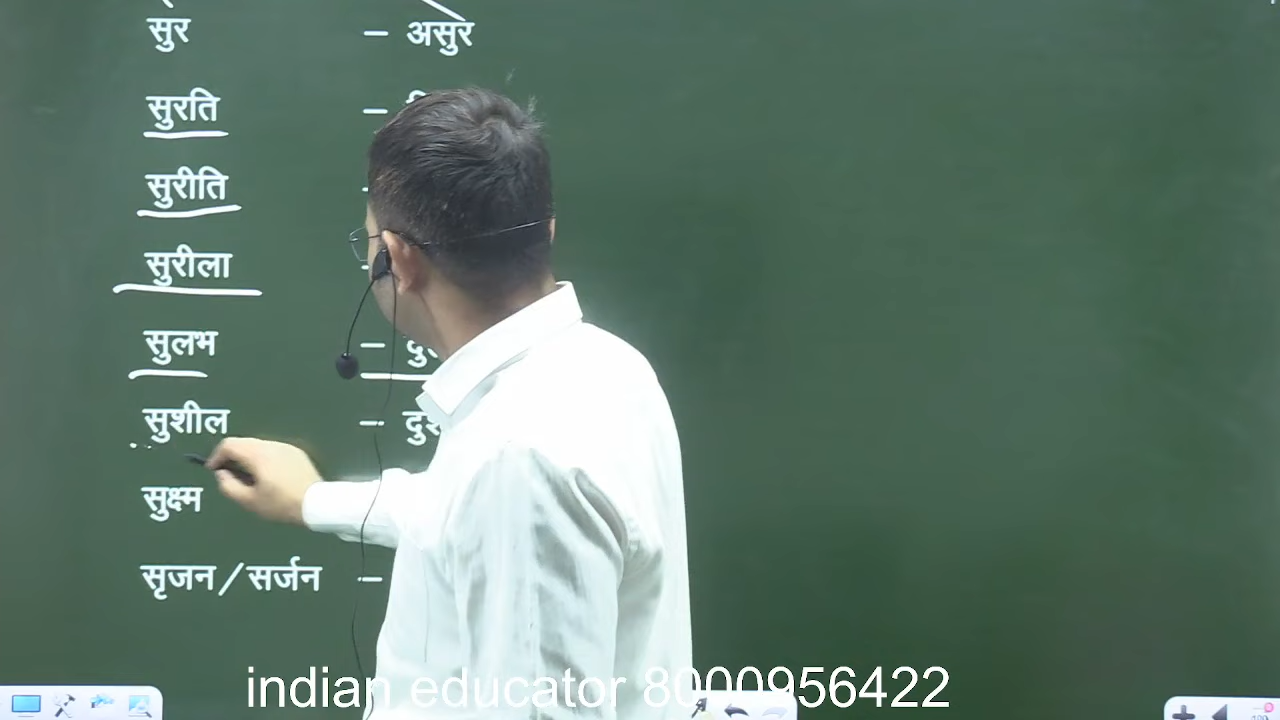 सुर – असुर
सुरति –
सुरीति -
सुरीला -
सुलभ –
सुशील –
सुक्ष्म
सृजन/सर्जन –
indian educator 8000956422